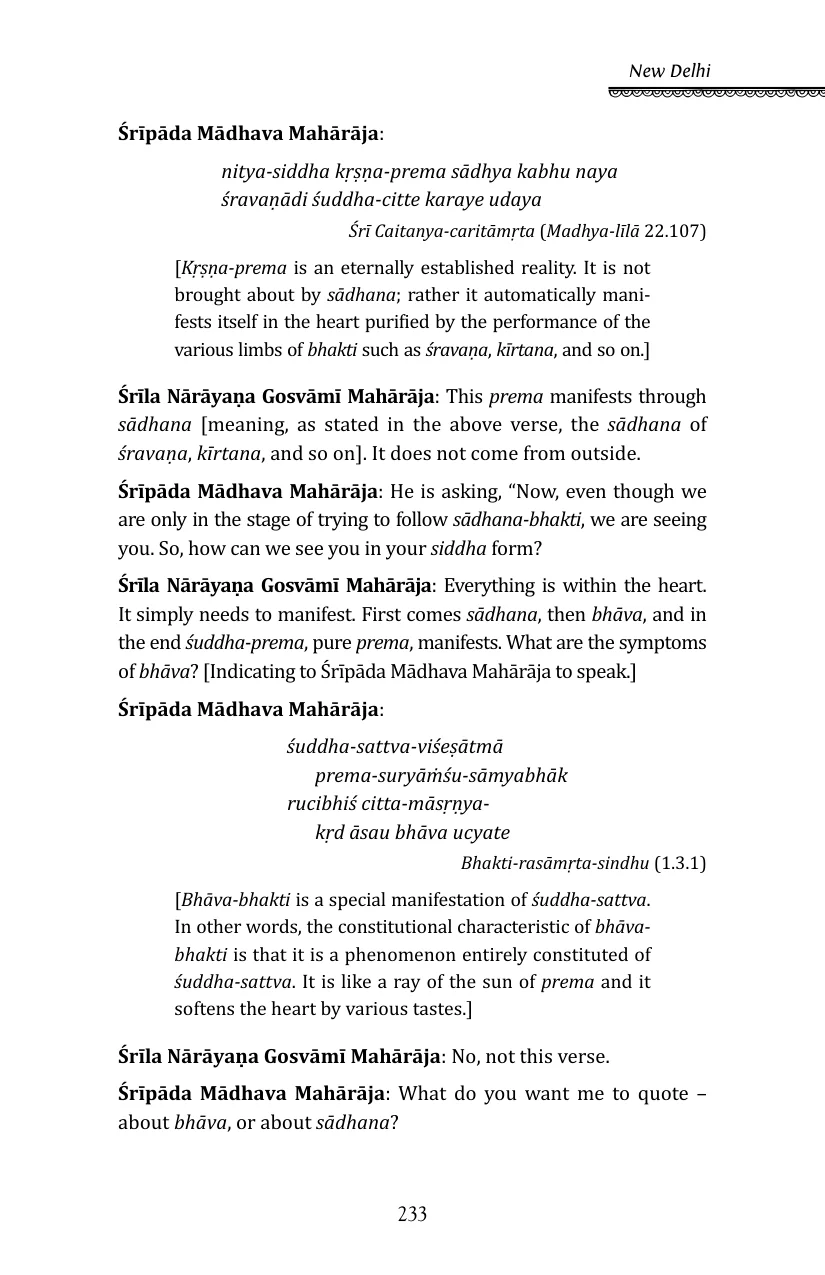 New Delhi
Śrīpāda Mādhava Mahārāja:
nitya-siddha kṛṣṇa-prema sādhya kabhu naya
śravaṇādi śuddha-citte karaye udaya
Śrī Caitanya-caritāmṛta (Madhya-līlā 22.107)
[Kṛṣṇa-prema is an eternally established reality. It is not
brought about by sādhana; rather it automatically mani-
fests itself in the heart purified by the performance of the
various limbs of bhakti such as śravaṇa, kīrtana, and so on.]
Śrīla Nārāyaṇa Gosvāmī Mahārāja: This prema manifests through
sādhana [meaning, as stated in the above verse, the sādhana of
śravaṇa, kīrtana, and so on]. It does not come from outside.
Śrīpāda Mādhava Mahārāja: He is asking, “Now, even though we
are only in the stage of trying to follow sādhana-bhakti, we are seeing
you. So, how can we see you in your siddha form?
Śrīla Nārāyaṇa Gosvāmī Mahārāja: Everything is within the heart.
It simply needs to manifest. First comes sādhana, then bhāva, and in
the end śuddha-prema, pure prema, manifests. What are the symptoms
of bhāva? [Indicating to Śrīpāda Mādhava Mahārāja to speak.]
Śrīpāda Mādhava Mahārāja:
śuddha-sattva-viśeṣātmā
prema-suryāṁśu-sāmyabhāk
rucibhiś citta-māsṛṇya-
kṛd āsau bhāva ucyate
Bhakti-rasāmṛta-sindhu (1.3.1)
[Bhāva-bhakti is a special manifestation of śuddha-sattva.
In other words, the constitutional characteristic of bhāva-
bhakti is that it is a phenomenon entirely constituted of
śuddha-sattva. It is like a ray of the sun of prema and it
softens the heart by various tastes.]
Śrīla Nārāyaṇa Gosvāmī Mahārāja: No, not this verse.
Śrīpāda Mādhava Mahārāja: What do you want me to quote –
about bhāva, or about sādhana?
233